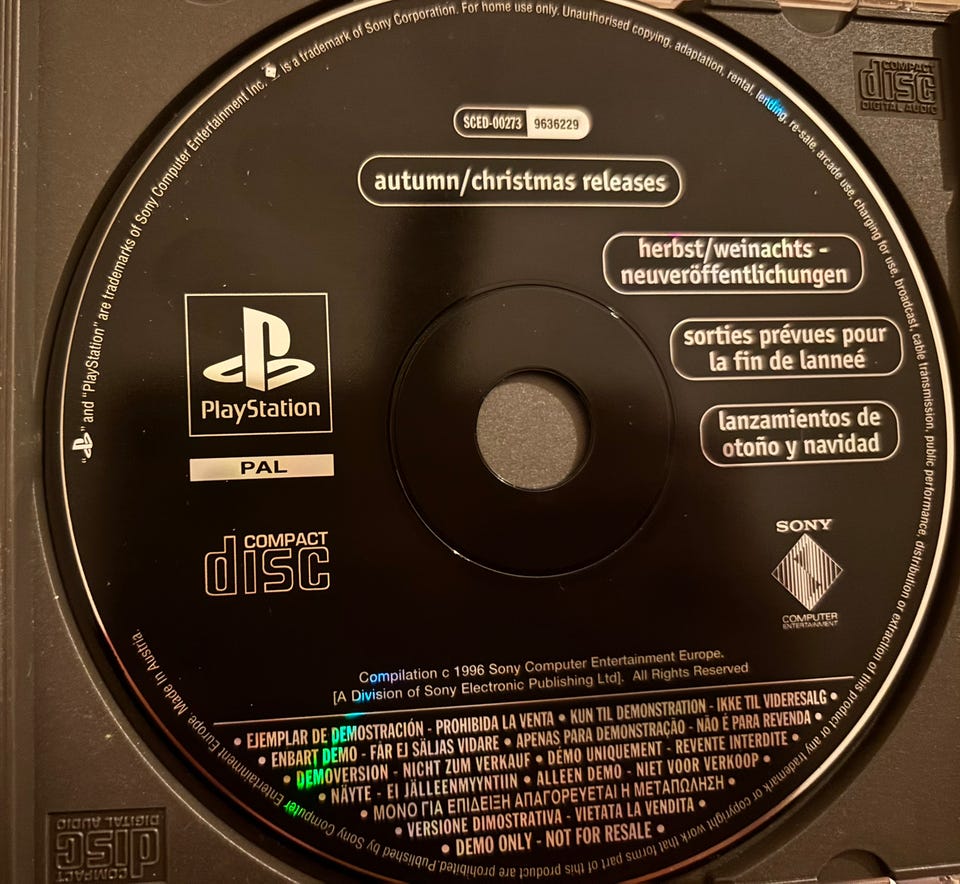 "PS" and "PlayStation" are trademarks of Sony Computer Entertainment Inc. is a trademark of Sony Corporation. For home use only. Unauthorised copying, adaptation, rental, lending, re-sale, arcade use, charging for use, broadcast, cable transmission, public performance, distribution or extraction of this product or any trademark or copyright work that forms part of this product are prohibited. Published by Sony Computer Entertainment Europe. Made in Austria.
COMPACT
disc
DIGITAL AUDIO
SCED-00273 9636229
autumn/christmas releases
herbst/weinachts -
neuveröffentlichungen
sorties prévues pour
la fin de lanneé
lanzamientos de
otoño y navidad
PlayStation
PAL
COMPACT
disc
SONY
COMPUTER
ENTERTAINMENT
Compilation c 1996 Sony Computer Entertainment Europe.
[A Division of Sony Electronic Publishing Ltd]. All Rights Reserved
• EJEMPLAR DE DEMOSTRACIÓN - PROHIBIDA LA VENTA • KUN TIL DEMONSTRATION - IKKE TIL VIDERESALG •
• ENBART DEMO - FÄR EJ SÄLJAS VIDARE • APENAS PARA DEMONSTRAÇÃO - NÃO É PARA REVENDA •
• DEMOVERSION - NICHT ZUM VERKAUF • DÉMO UNIQUEMENT - REVENTE INTERDITE •
• NÄYTE - EI JÄLLEENMYYNTIIN • ALLEEN DEMO - NIET VOOR VERKOOP •
• ΜΟΝΟ ΓΙΑ ΕΠΙΔΕΙΞΗ ΑΠΑΓΟΡΕΥΕΤΑΙ Η ΜΕΤΑΠΩΛΗΣΗ •
• VERSIONE DIMOSTRATIVA - VIETATA LA VENDITA •
• DEMO ONLY - NOT FOR RESALE •
COMPACT
disc
DIGITAL AUDIO